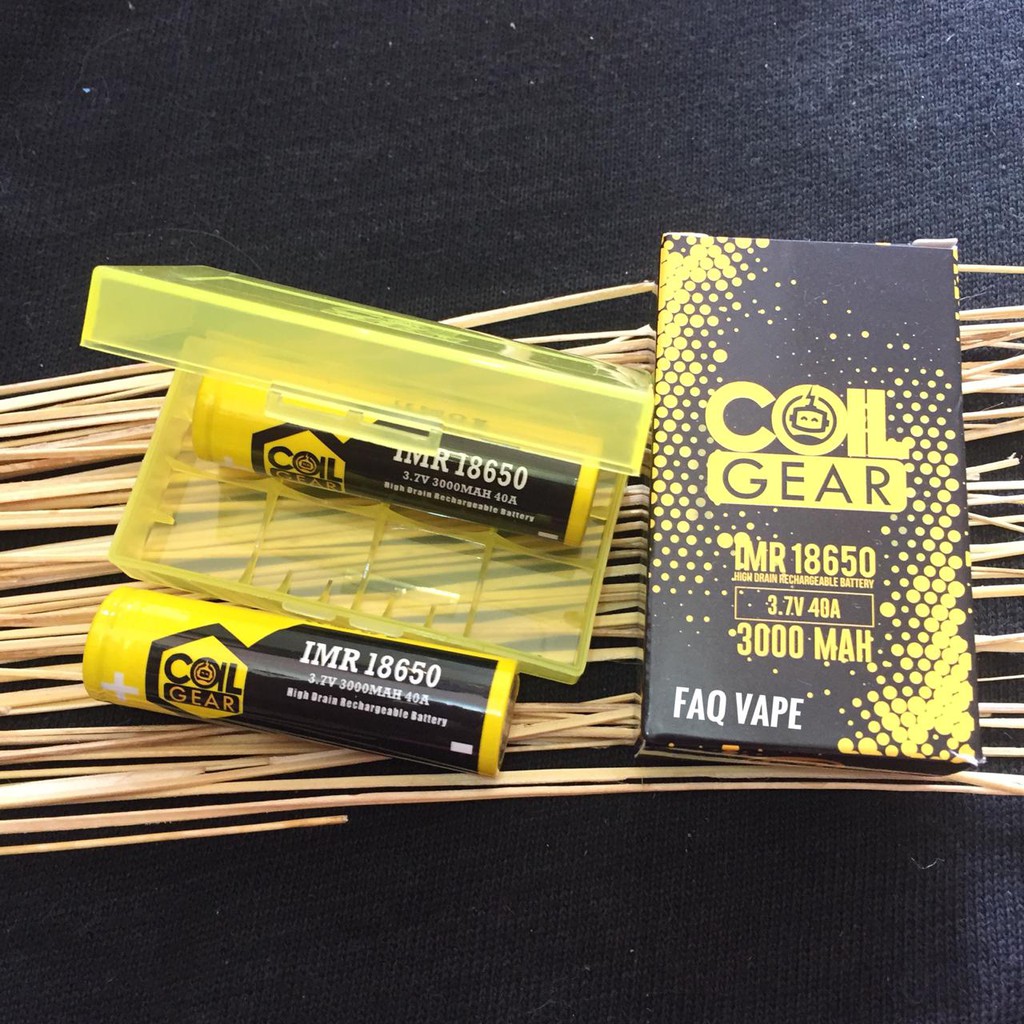 COIL
GEAR
IMR 18650
3.7V 3000MAH 40A
High Drain Rechargeable Battery
COIL
GEAR
IMR 18650
3.7V 3000MAH 40A
High Drain Rechargeable Battery
COIL
GEAR
IMR 18650
HIGH DRAIN RECHARGEABLE BATTERY
3.7V 40A
3000 MAH
FAQ VAPE